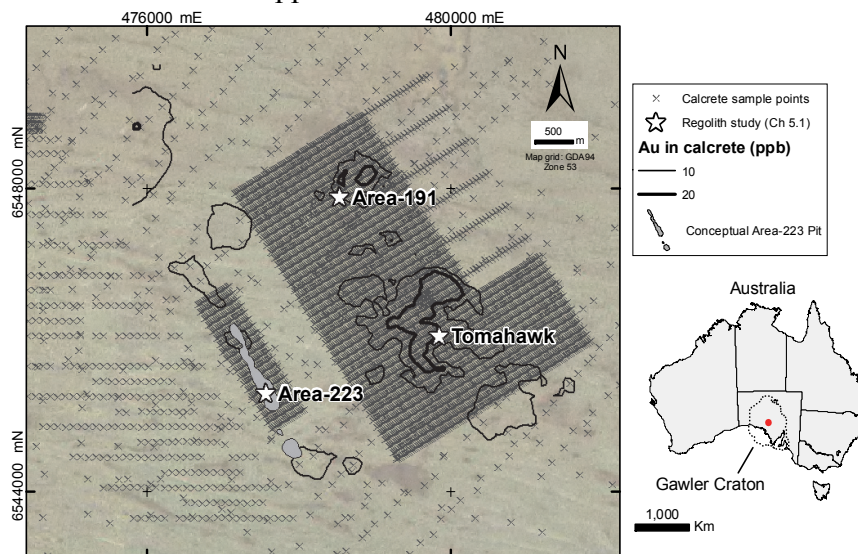 476000 mE
480000 mE
6548000 mN
6544000 mN
N
500
m
Map grid: GDA94
Zone 53
Area-191
Tomahawk
Area-223
Calcrete sample points
Regolith study (Ch 5.1)
Au in calcrete (ppb)
10
20
Conceptual Area-223 Pit
Australia
Gawler Craton
1,000
Km